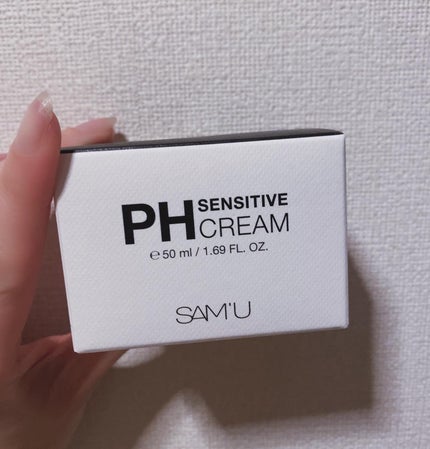 PH SENSITIVE
CREAM
℮ 50 ml / 1.69 FL. OZ.
SAM'U